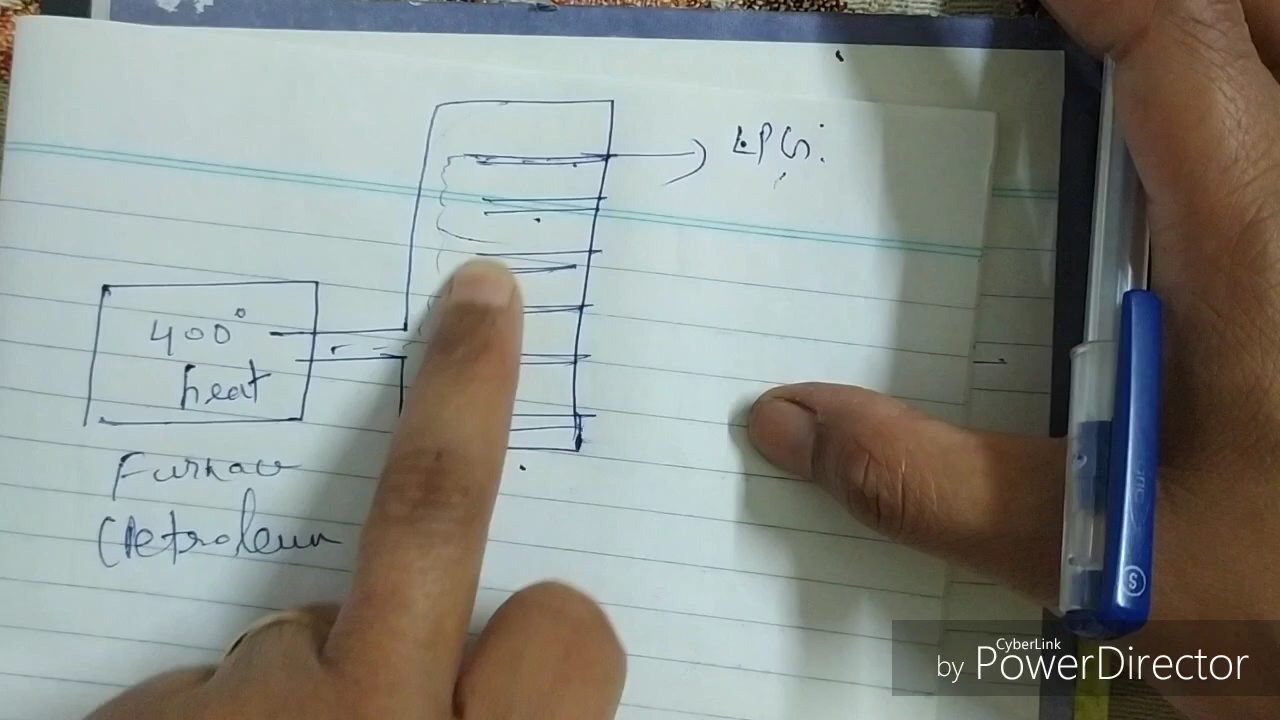 LPG
400°
heat
Furnace
(Petroleum
S
CyberLink
by PowerDirector